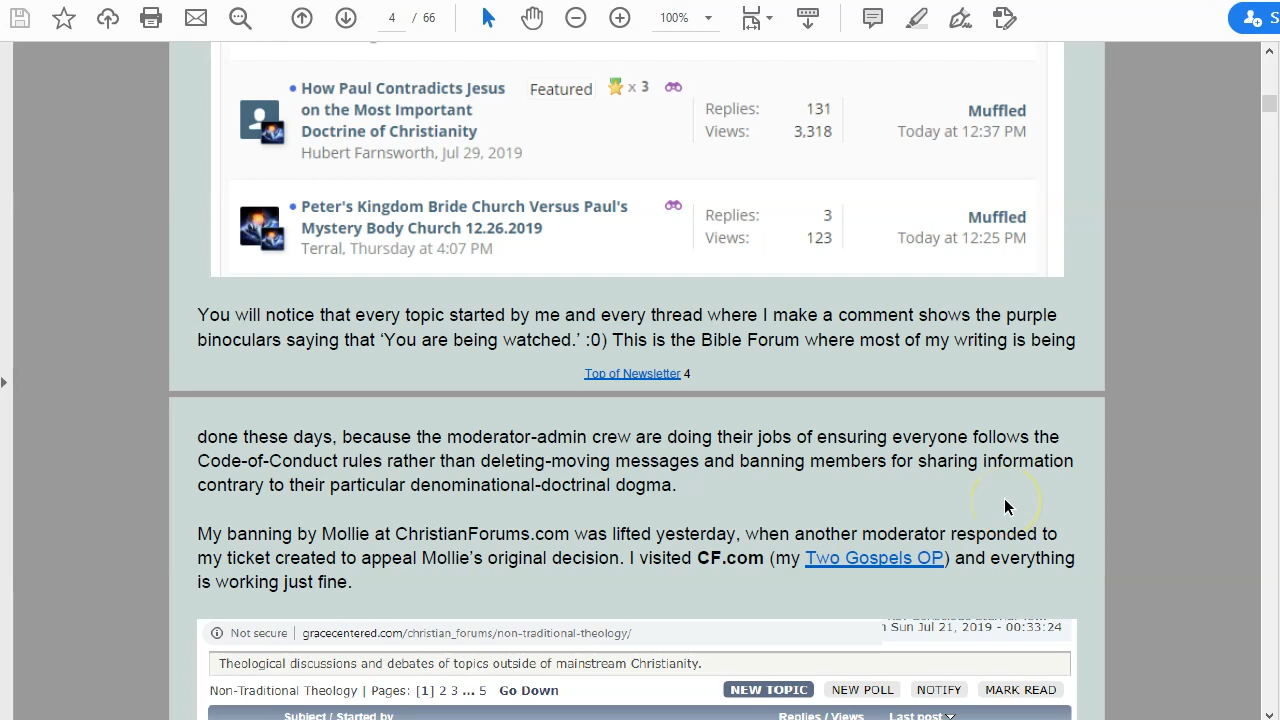 4 / 66 100% S
How Paul Contradicts Jesus Featured x 3
on the Most Important
Doctrine of Christianity
Hubert Farnsworth, Jul 29, 2019
Replies: 131
Views: 3,318
Muffled
Today at 12:37 PM
Peter's Kingdom Bride Church Versus Paul's
Mystery Body Church 12.26.2019
Terral, Thursday at 4:07 PM
Replies: 3
Views: 123
Muffled
Today at 12:25 PM
You will notice that every topic started by me and every thread where I make a comment shows the purple
binoculars saying that ‘You are being watched.’ :0) This is the Bible Forum where most of my writing is being
Top of Newsletter 4
done these days, because the moderator-admin crew are doing their jobs of ensuring everyone follows the
Code-of-Conduct rules rather than deleting-moving messages and banning members for sharing information
contrary to their particular denominational-doctrinal dogma.
My banning by Mollie at ChristianForums.com was lifted yesterday, when another moderator responded to
my ticket created to appeal Mollie’s original decision. I visited CF.com (my Two Gospels OP) and everything
is working just fine.
Not secure | gracecentered.com/christian_forums/non-traditional-theology/
Sun Jul 21, 2019 - 00:33:24
Theological discussions and debates of topics outside of mainstream Christianity.
Non-Traditional Theology | Pages: [1] 2 3 ... 5 Go Down NEW TOPIC NEW POLL NOTIFY MARK READ
Subject / Started by Replies / Views Last post